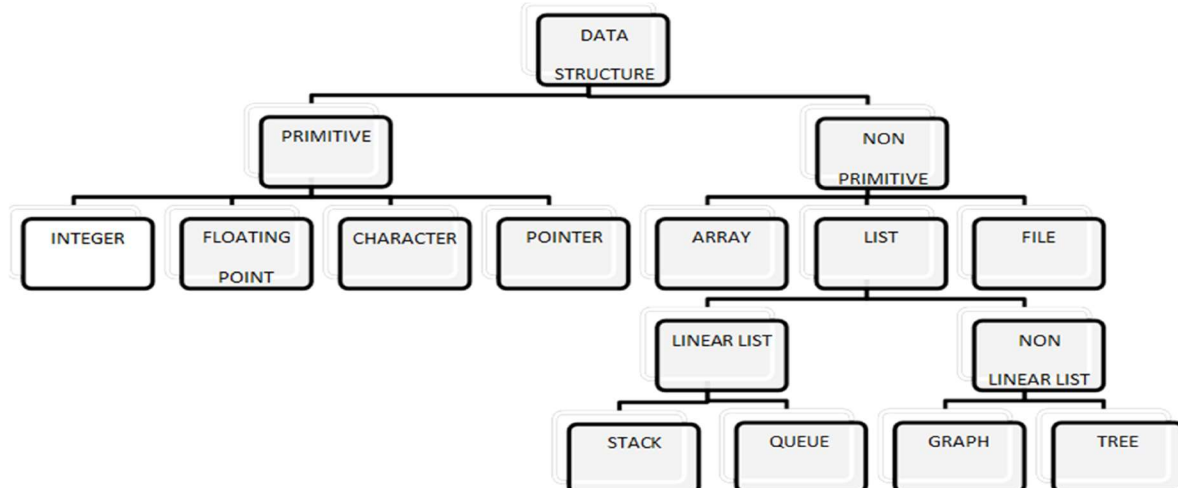 DATA
STRUCTURE
PRIMITIVE
NON
PRIMITIVE
INTEGER
FLOATING
POINT
CHARACTER
POINTER
ARRAY
LIST
FILE
LINEAR LIST
NON
LINEAR LIST
STACK
QUEUE
GRAPH
TREE